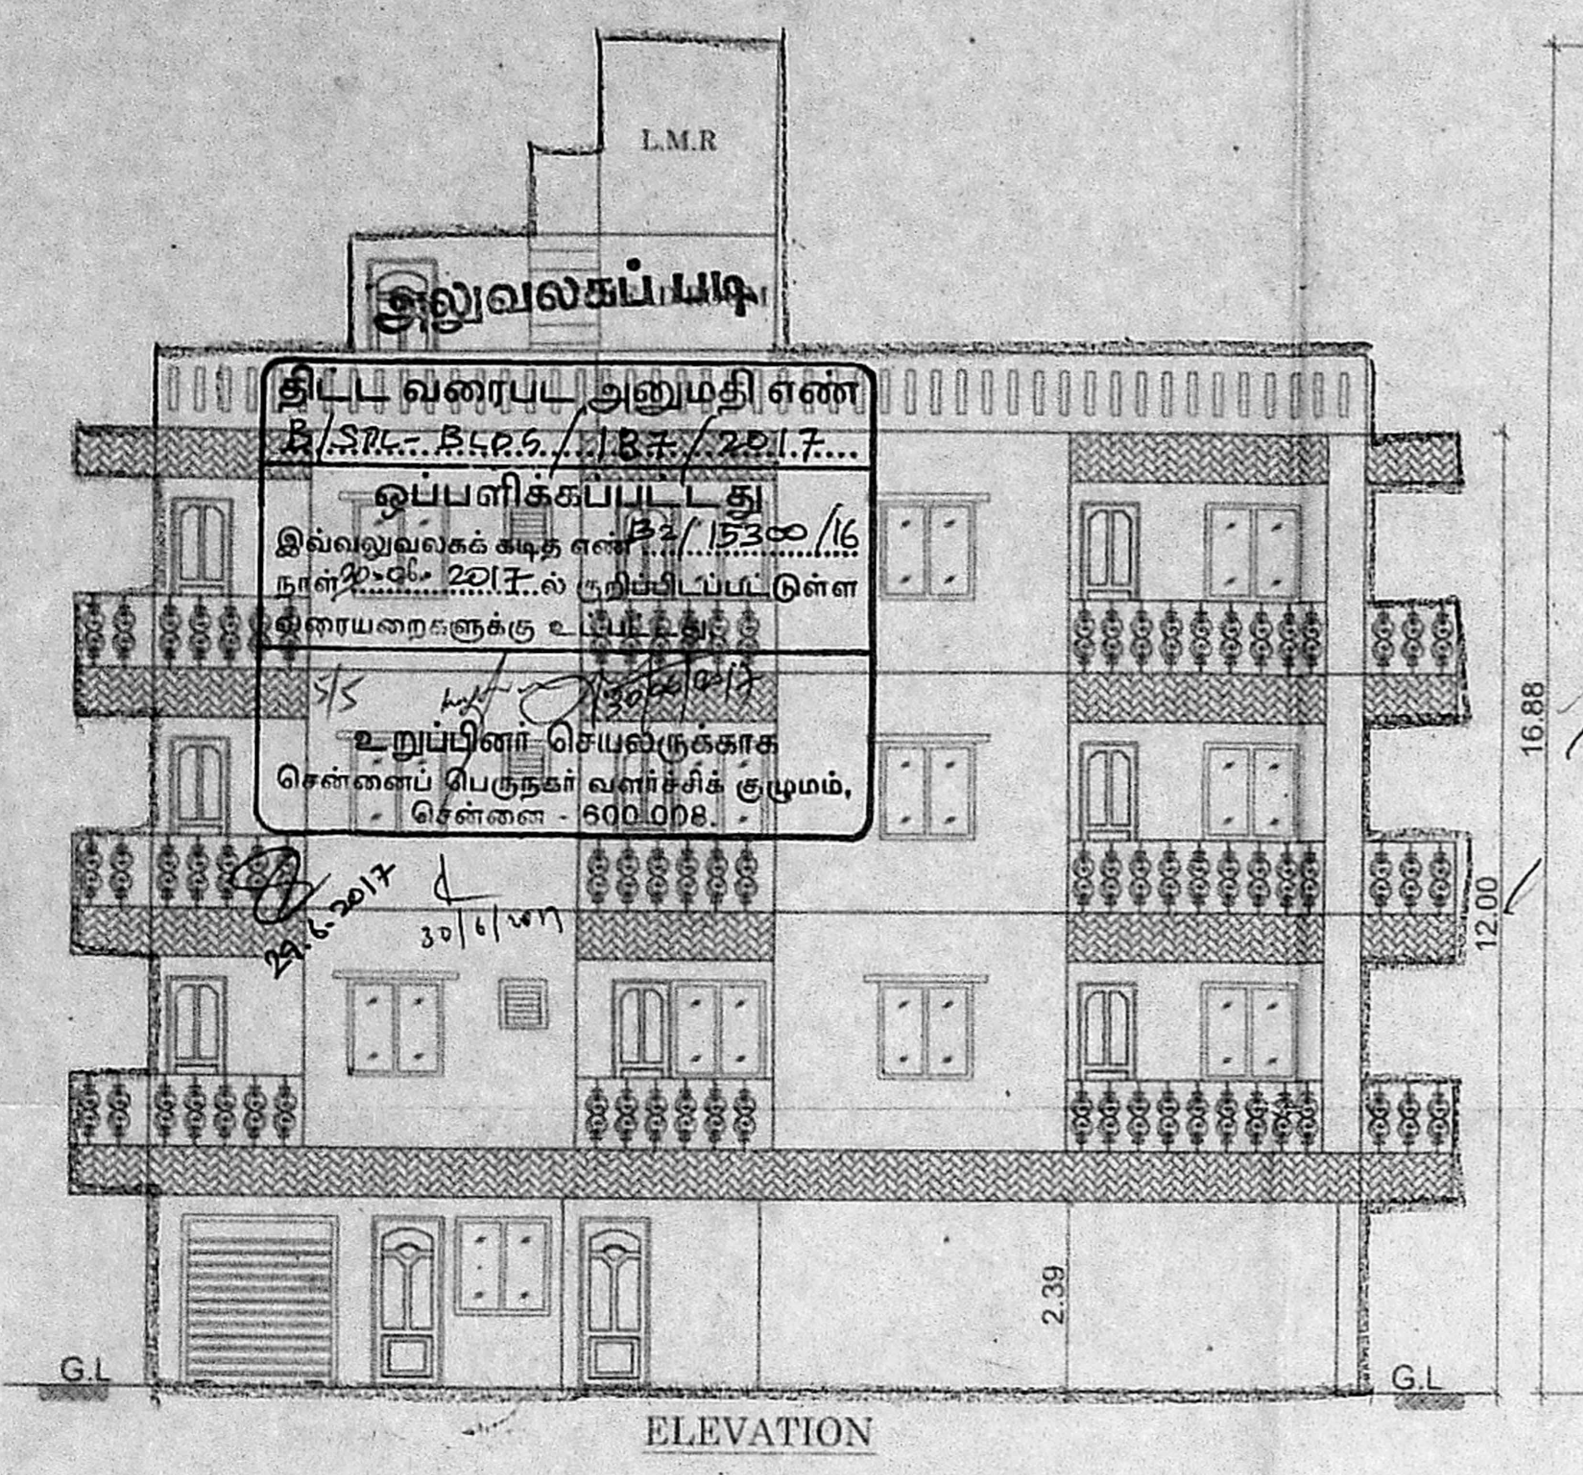 L.M.R
அலுவலகப் படி
திட்ட வரைபட அனுமதி எண்
B/SPL-BLDG/187/2017
ஒப்பளிக்கப்பட்டது
இவ்வலுவலகக் கடித எண் B2/15300/16
நாள் 30-06-2017 ல் குறிப்பிடப்பட்டுள்ள
வரையறைகளுக்கு உட்பட்டது.
5/5
உறுப்பினர் செயலருக்காக
சென்னைப் பெருநகர் வளர்ச்சிக் குழுமம்,
சென்னை - 600 008.
29.6.2017
30/6/2017
16.88
12.00
2.39
G.L
G.L
ELEVATION